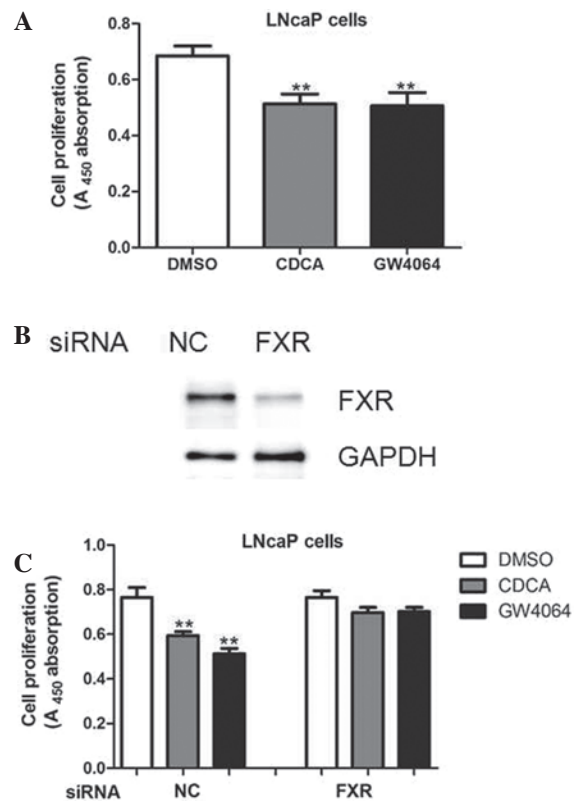 A
LNcaP cells
Cell proliferation
(A 450 absorption)
0.8
0.6
0.4
0.2
0.0
**
**
DMSO CDCA GW4064
B
siRNA NC FXR
FXR
GAPDH
C
LNcaP cells
Cell proliferation
(A 450 absorption)
1.0
0.8
0.6
0.4
0.2
0.0
**
**
DMSO
CDCA
GW4064
siRNA NC FXR